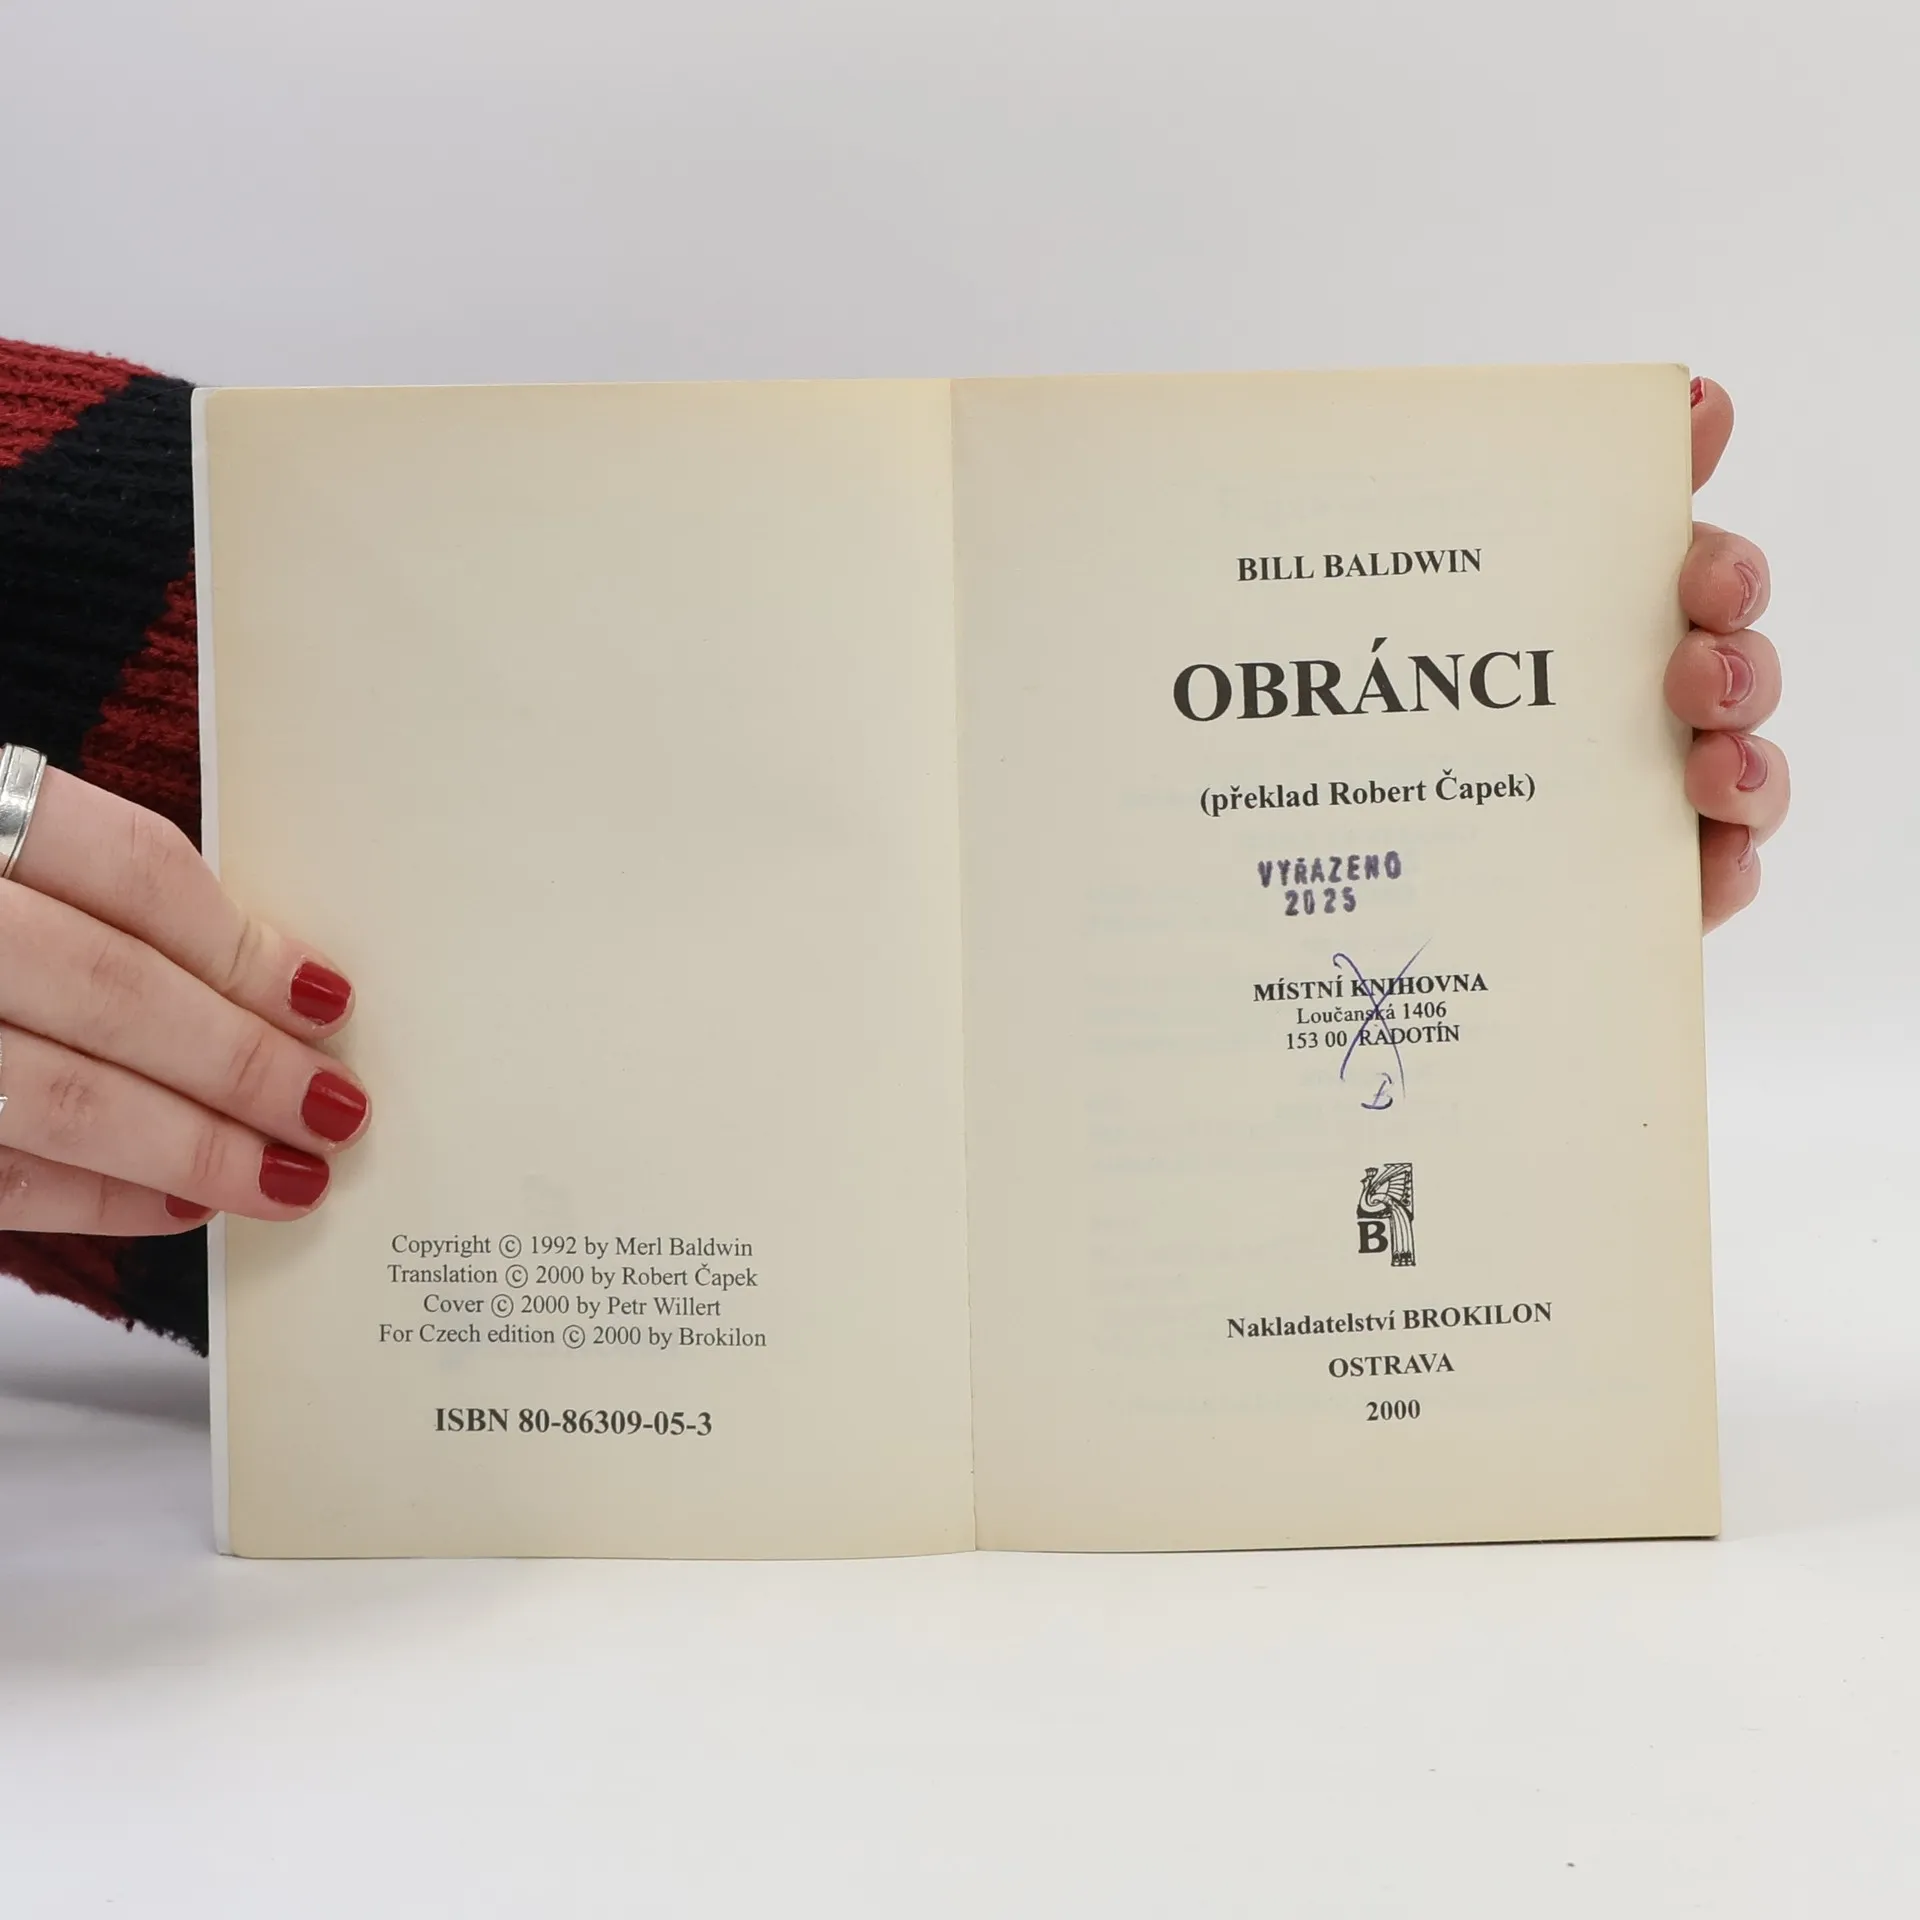 Copyright © 1992 by Merl Baldwin
Translation © 2000 by Robert Čapek
Cover © 2000 by Petr Willert
For Czech edition © 2000 by Brokilon
ISBN 80-86309-05-3
BILL BALDWIN
OBRÁNCI
(překlad Robert Čapek)
VYŘAZENO
2025
MÍSTNÍ KNIHOVNA
Loučanská 1406
153 00 RADOTÍN
B
Nakladatelství BROKILON
OSTRAVA
2000